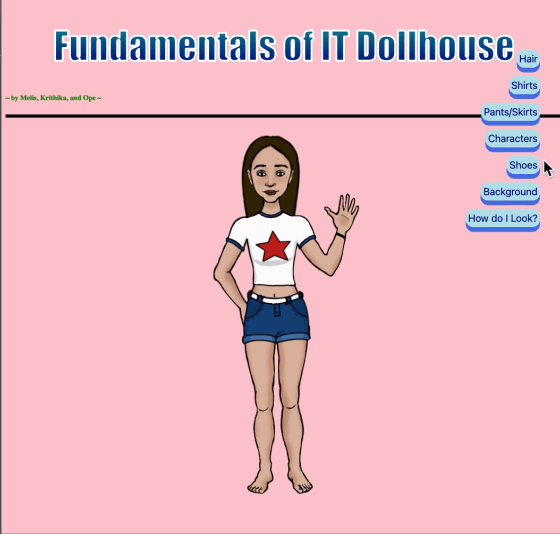 Fundamentals of IT Dollhouse
Hair
Shirts
~ by Melis, Krithika, and Ope ~
Pants/Skirts
Characters
Shoes
Background
How do I Look?